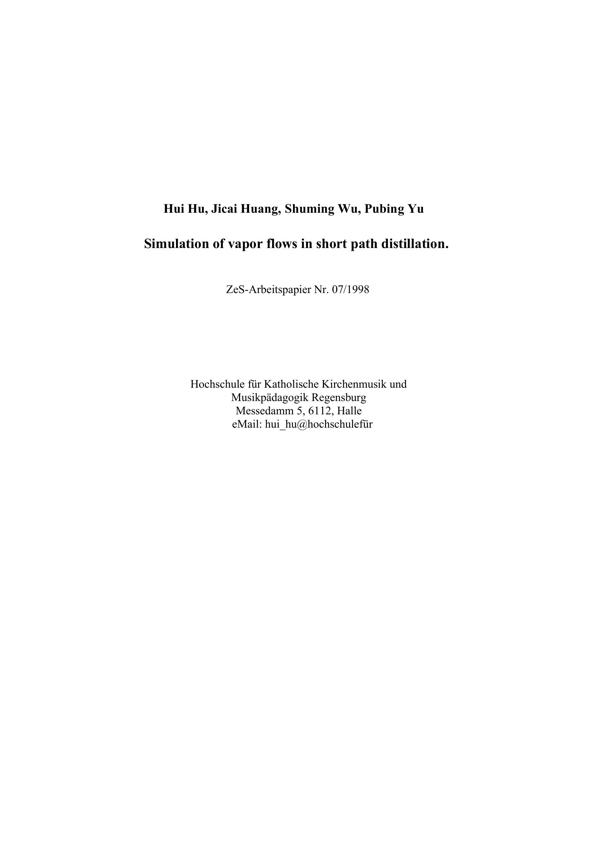 Hui Hu, Jicai Huang, Shuming Wu, Pubing Yu
Simulation of vapor flows in short path distillation.
ZeS-Arbeitspapier Nr. 07/1998
Hochschule für Katholische Kirchenmusik und
Musikpädagogik Regensburg
Messedamm 5, 6112, Halle
eMail: hui_hu@hochschulefür